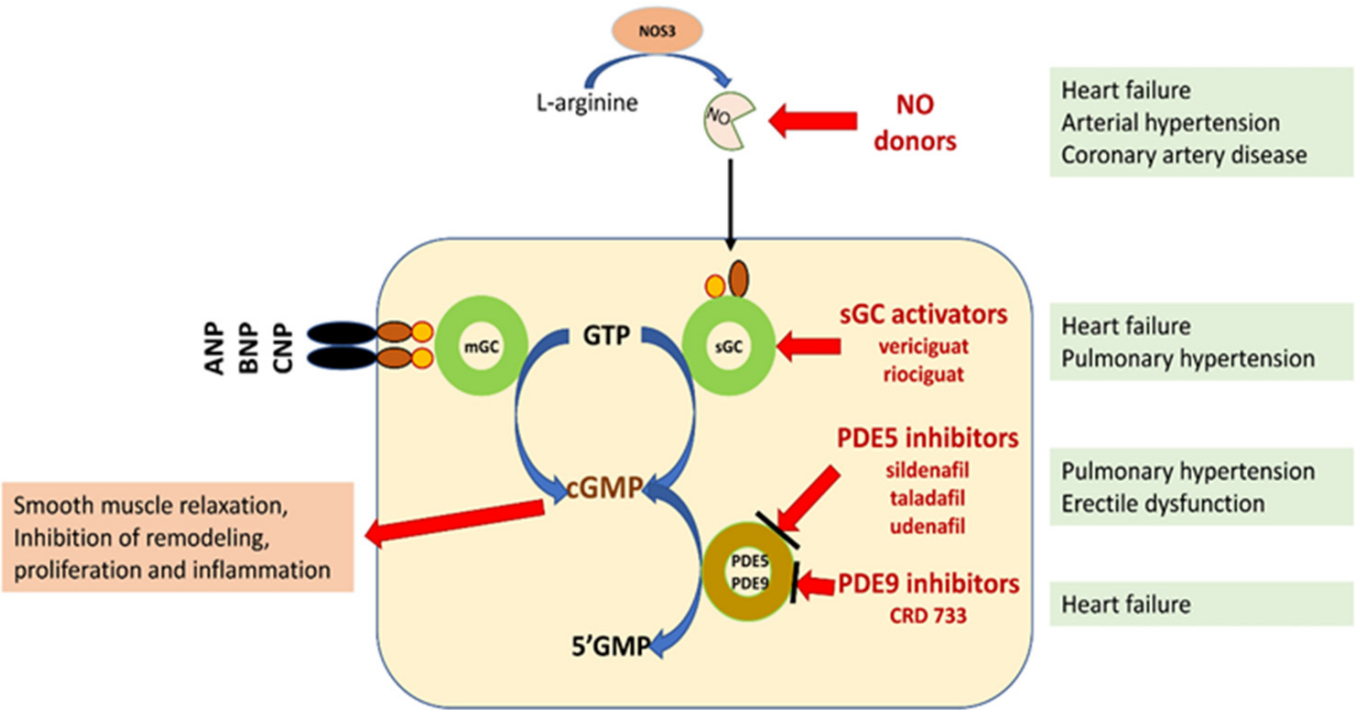 NOS3
L-arginine
NO
NO
donors
Heart failure
Arterial hypertension
Coronary artery disease
ANP
BNP
CNP
mGC
GTP
sGC
sGC activators
vericiguat
riociguat
Heart failure
Pulmonary hypertension
PDE5 inhibitors
sildenafil
taladafil
udenafil
Pulmonary hypertension
Erectile dysfunction
cGMP
Smooth muscle relaxation,
Inhibition of remodeling,
proliferation and inflammation
PDE5
PDE9
PDE9 inhibitors
CRD 733
Heart failure
5'GMP